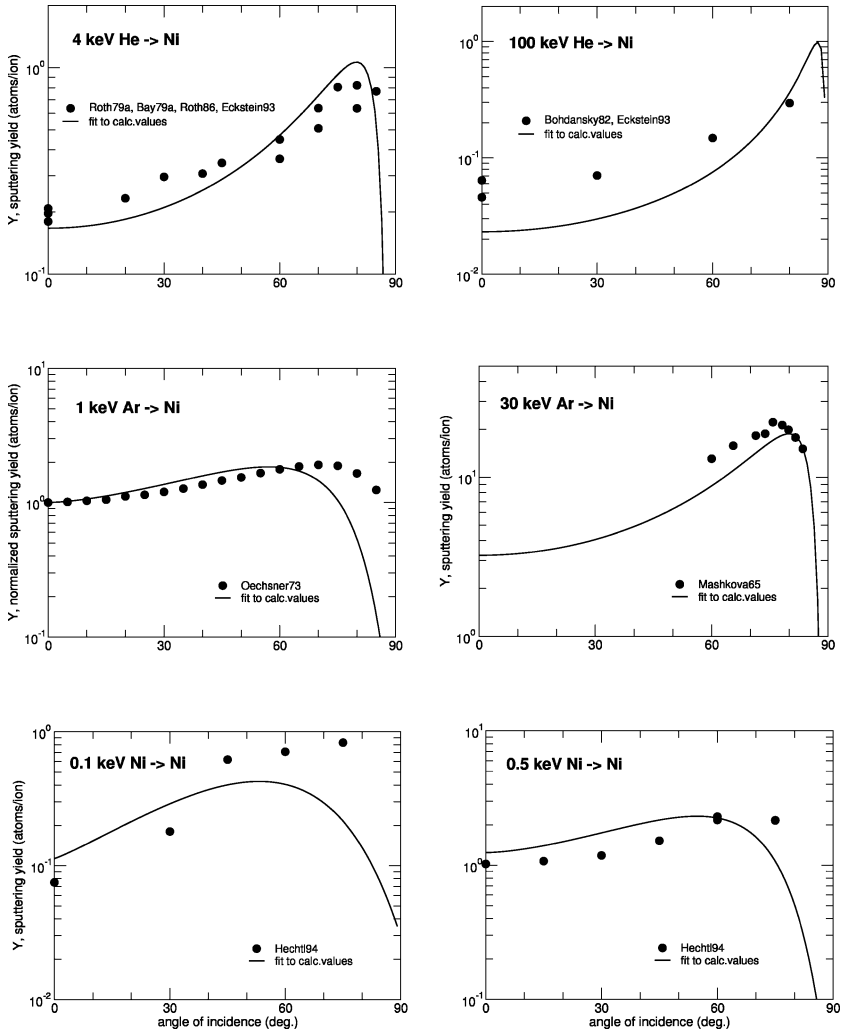 4 keV He -> Ni
10^0
Roth79a, Bay79a, Roth86, Eckstein93
fit to calc.values
Y, sputtering yield (atoms/ion)
10^-1
0 30 60 90
100 keV He -> Ni
10^0
Bohdansky82, Eckstein93
fit to calc.values
10^-1
10^-2
0 30 60 90
10^1
1 keV Ar -> Ni
Y, normalized sputtering yield (atoms/ion)
10^0
Oechsner73
fit to calc.values
10^-1
0 30 60 90
30 keV Ar -> Ni
Y, sputtering yield (atoms/ion)
10^1
Mashkova65
fit to calc.values
10^0
0 30 60 90
10^0
0.1 keV Ni -> Ni
Y, sputtering yield (atoms/ion)
10^-1
Hechtl94
fit to calc.values
10^-2
0 30 60 90
angle of incidence (deg.)
10^1
0.5 keV Ni -> Ni
10^0
Hechtl94
fit to calc.values
10^-1
0 30 60 90
angle of incidence (deg.)